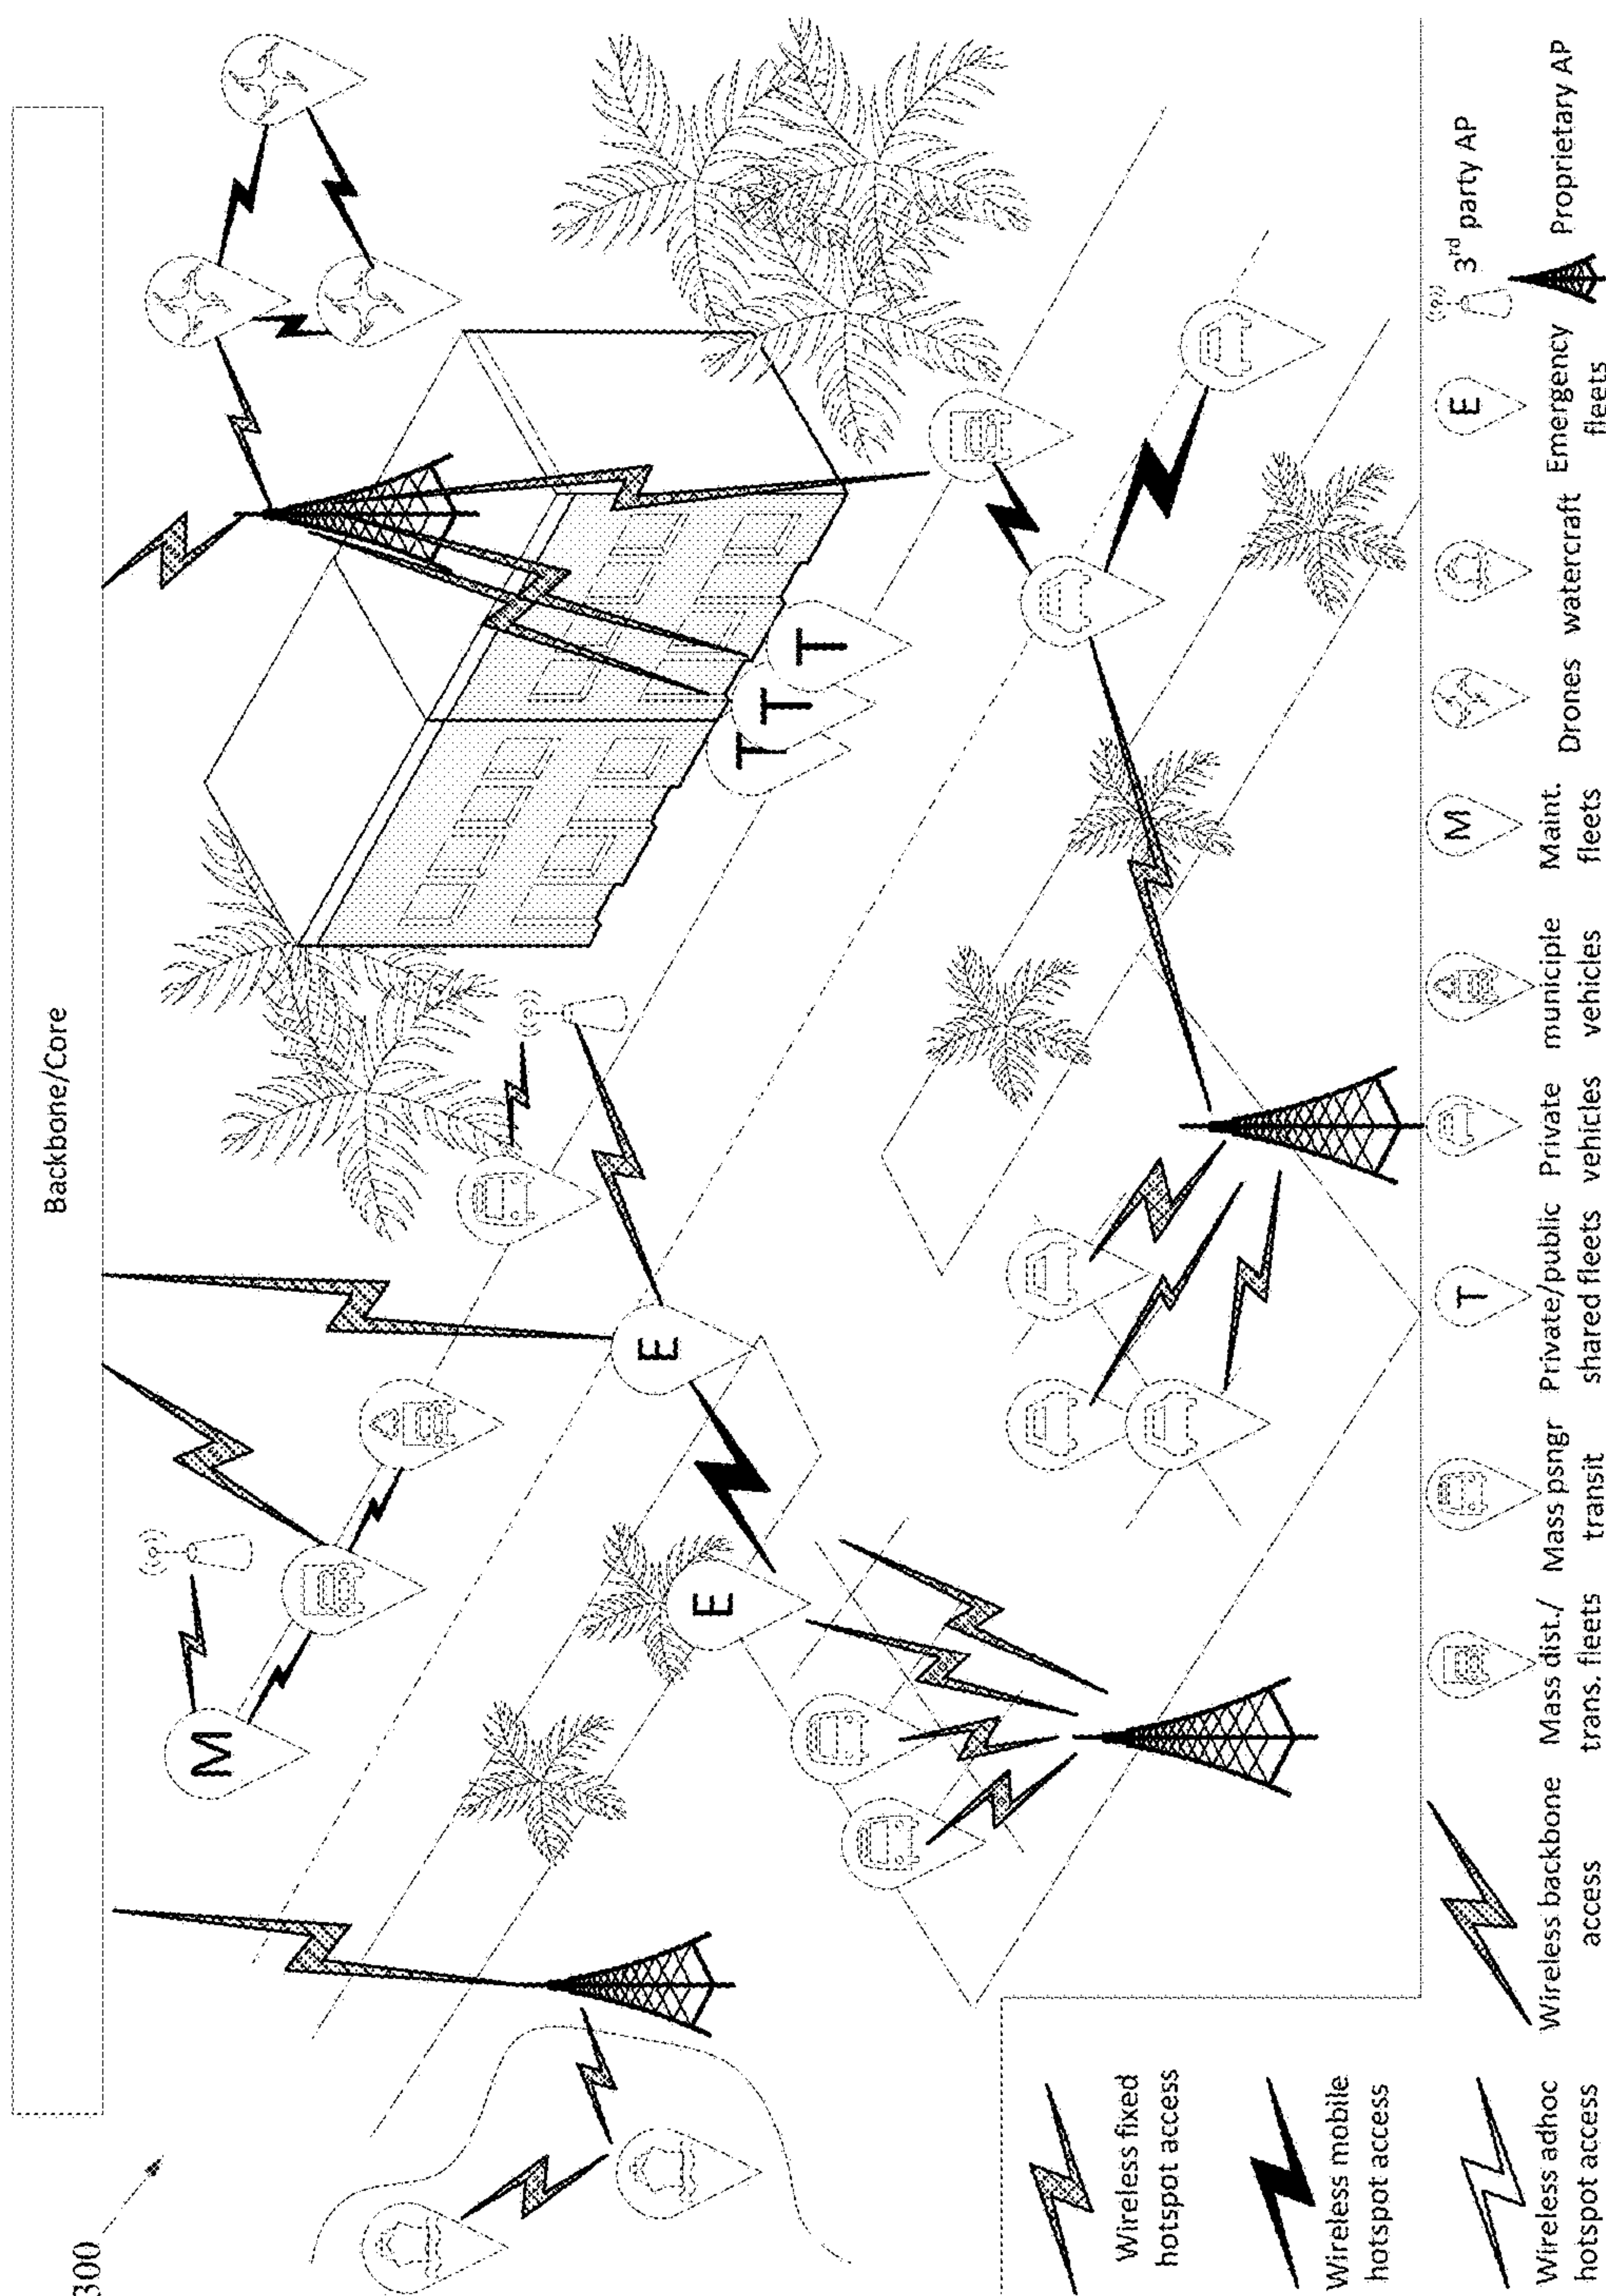 300
Backbone/Core
M
E
E
T
T
T
Wireless fixed
hotspot access
Wireless mobile
hotspot access
Wireless adhoc
hotspot access
Wireless backbone
access
Mass dist./
trans. fleets
Mass psngr
transit
T
Private/public
shared fleets
Private
vehicles
municiple
vehicles
M
Maint.
fleets
Drones
watercraft
E
Emergency
fleets
3rd party AP
Proprietary AP